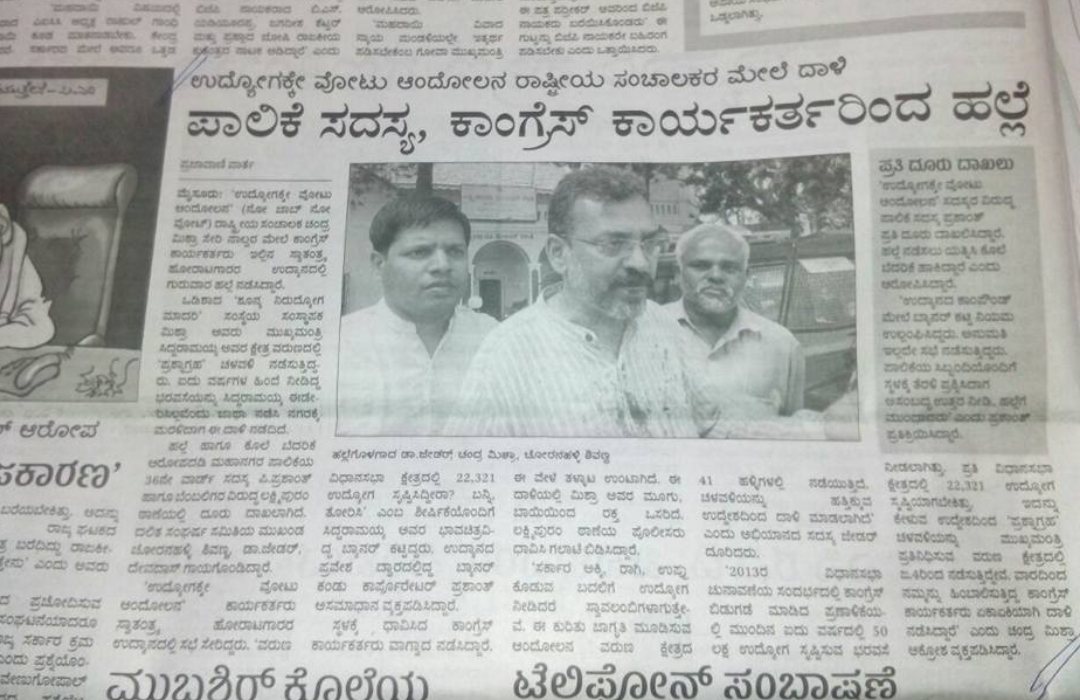 ಉದ್ಯೋಗಕ್ಕೇ ವೋಟು ಆಂದೋಲನ ರಾಷ್ಟ್ರೀಯ ಸಂಚಾಲಕರ ಮೇಲೆ ದಾಳಿ
ಪಾಲಿಕೆ ಸದಸ್ಯ, ಕಾಂಗ್ರೆಸ್ ಕಾರ್ಯಕರ್ತರಿಂದ ಹಲ್ಲೆ
ಪ್ರಜಾವಾಣಿ ವಾರ್ತೆ
ಮೈಸೂರು: 'ಉದ್ಯೋಗಕ್ಕೇ ವೋಟು
ಆಂದೋಲನ' (ನೋ ಜಾಬ್ ನೋ
ವೋಟ್) ರಾಷ್ಟ್ರೀಯ ಸಂಚಾಲಕ ಚಂದ್ರ
ಮಿಶ್ರಾ ಸೇರಿ ನಾಲ್ವರ ಮೇಲೆ ಕಾಂಗ್ರೆಸ್
ಕಾರ್ಯಕರ್ತರು ಇಲ್ಲಿನ ಸ್ವಾತಂತ್ರ್ಯ
ಹೋರಾಟಗಾರರ ಉದ್ಯಾನದಲ್ಲಿ
ಗುರುವಾರ ಹಲ್ಲೆ ನಡೆಸಿದ್ದಾರೆ.
ಒಡಿಶಾದ 'ಶೂನ್ಯ ನಿರುದ್ಯೋಗ
ಮಾದರಿ' ಸಂಸ್ಥೆಯ ಸಂಸ್ಥಾಪಕ
ಮಿಶ್ರಾ ಅವರು ಮುಖ್ಯಮಂತ್ರಿ
ಸಿದ್ದರಾಮಯ್ಯ ಅವರ ಕ್ಷೇತ್ರ ವರುಣದಲ್ಲಿ
'ಪ್ರಶ್ನಾಗ್ರಹ' ಚಳವಳಿ ನಡೆಸುತ್ತಿದ್ದ
ರು. ಐದು ವರ್ಷಗಳ ಹಿಂದೆ ನೀಡಿದ್ದ
ಭರವಸೆಯನ್ನು ಸಿದ್ದರಾಮಯ್ಯ ಈಡೇ
ರಿಸಿಲ್ಲವೆಂದು ಜಾಥಾ ನಡೆಸಿ ನಗರಕ್ಕೆ
ಮರಳಿದಾಗ ಈ ದಾಳಿ ನಡೆದಿದೆ.
ಹಲ್ಲೆ ಹಾಗೂ ಕೊಲೆ ಬೆದರಿಕೆ
ಆರೋಪದಡಿ ಮಹಾನಗರ ಪಾಲಿಕೆಯ
36ನೇ ವಾರ್ಡ್ ಸದಸ್ಯ ಪಿ.ಪ್ರಶಾಂತ್
ಹಾಗೂ ಬೆಂಬಲಿಗರ ವಿರುದ್ಧ ಲಕ್ಷ್ಮೀಪುರಂ
ಠಾಣೆಯಲ್ಲಿ ದೂರು ದಾಖಲಾಗಿದೆ.
ದಲಿತ ಸಂಘರ್ಷ ಸಮಿತಿಯ ಮುಖಂಡ
ಚೋರನಹಳ್ಳಿ ಶಿವಣ್ಣ, ಡಾ.ಜೇಡರ್,
ದೇವದಾಸ್ ಗಾಯಗೊಂಡಿದ್ದಾರೆ.
'ಉದ್ಯೋಗಕ್ಕೇ ವೋಟು
ಆಂದೋಲನ' ಕಾರ್ಯಕರ್ತರು
ಸ್ವಾತಂತ್ರ್ಯ ಹೋರಾಟಗಾರರ
ಉದ್ಯಾನದಲ್ಲಿ ಸಭೆ ಸೇರಿದ್ದರು. 'ವರುಣ
ಹಲ್ಲೆಗೊಳಗಾದ ಡಾ.ಜೇಡರ್, ಚಂದ್ರ ಮಿಶ್ರಾ, ಚೋರನಹಳ್ಳಿ ಶಿವಣ್ಣ
ವಿಧಾನಸಭಾ ಕ್ಷೇತ್ರದಲ್ಲಿ 22,321
ಉದ್ಯೋಗ ಸೃಷ್ಟಿಸಿದ್ದೀರಾ? ಬನ್ನಿ,
ತೋರಿಸಿ' ಎಂಬ ಶೀರ್ಷಿಕೆಯೊಂದಿಗೆ
ಸಿದ್ದರಾಮಯ್ಯ ಅವರ ಭಾವಚಿತ್ರವಿ-
ದ್ದ ಬ್ಯಾನರ್ ಕಟ್ಟಿದ್ದರು. ಉದ್ಯಾನದ
ಪ್ರವೇಶ ದ್ವಾರದಲ್ಲಿದ್ದ ಬ್ಯಾನರ್
ಕಂಡು ಕಾರ್ಪೊರೇಟರ್ ಪ್ರಶಾಂತ್
ಅಸಮಾಧಾನ ವ್ಯಕ್ತಪಡಿಸಿದ್ದಾರೆ.
ಸ್ಥಳಕ್ಕೆ ಧಾವಿಸಿದ ಕಾಂಗ್ರೆಸ್
ಕಾರ್ಯಕರ್ತರು ವಾಗ್ವಾದ ನಡೆಸಿದ್ದಾರೆ.
ಈ ವೇಳೆ ತಳ್ಳಾಟ ಉಂಟಾಗಿದೆ. ಈ
ದಾಳಿಯಲ್ಲಿ ಮಿಶ್ರಾ ಅವರ ಮೂಗು,
ಬಾಯಿಯಿಂದ ರಕ್ತ ಒಸರಿದೆ.
ಲಕ್ಷ್ಮೀಪುರಂ ಠಾಣೆಯ ಪೊಲೀಸರು
ಧಾವಿಸಿ ಗಲಾಟೆ ಬಿಡಿಸಿದ್ದಾರೆ.
'ಸರ್ಕಾರ ಅಕ್ಕಿ, ರಾಗಿ, ಉಪ್ಪು
ಕೊಡುವ ಬದಲಿಗೆ ಉದ್ಯೋಗ
ನೀಡಿದರೆ ಸ್ವಾವಲಂಬಿಗಳಾಗುತ್ತೇ-
ವೆ. ಈ ಕುರಿತು ಜಾಗೃತಿ ಮೂಡಿಸುವ
ಆಂದೋಲನ ವರುಣ ಕ್ಷೇತ್ರದ
41 ಹಳ್ಳಿಗಳಲ್ಲಿ ನಡೆಯುತ್ತಿದೆ.
ಚಳವಳಿಯನ್ನು ಹತ್ತಿಕ್ಕುವ
ಉದ್ದೇಶದಿಂದ ದಾಳಿ ಮಾಡಲಾಗಿದೆ'
ಎಂದು ಅಭಿಯಾನದ ಸದಸ್ಯ ಜೇಡರ್
ದೂರಿದರು.
'2013ರ ವಿಧಾನಸಭಾ
ಚುನಾವಣೆಯ ಸಂದರ್ಭದಲ್ಲಿ ಕಾಂಗ್ರೆಸ್
ಬಿಡುಗಡೆ ಮಾಡಿದ ಪ್ರಣಾಳಿಕೆಯ-
ಲ್ಲಿ ಮುಂದಿನ ಐದು ವರ್ಷದಲ್ಲಿ 50
ಲಕ್ಷ ಉದ್ಯೋಗ ಸೃಷ್ಟಿಸುವ ಭರವಸೆ
ನೀಡಲಾಗಿತ್ತು. ಪ್ರತಿ ವಿಧಾನಸಭಾ
ಕ್ಷೇತ್ರದಲ್ಲಿ 22,321 ಉದ್ಯೋಗ
ಸೃಷ್ಟಿಯಾಗಬೇಕಿತ್ತು. ಇದನ್ನು
ಕೇಳುವ ಉದ್ದೇಶದಿಂದ 'ಪ್ರಶ್ನಾಗ್ರಹ'
ಚಳವಳಿಯನ್ನು ಮುಖ್ಯಮಂತ್ರಿ
ಪ್ರತಿನಿಧಿಸುವ ವರುಣ ಕ್ಷೇತ್ರದಲ್ಲಿ
ಜ.4ರಿಂದ ನಡೆಸುತ್ತಿದ್ದೇವೆ. ವಾರದಿಂದ
ನಮ್ಮನ್ನು ಹಿಂಬಾಲಿಸುತ್ತಿದ್ದ ಕಾಂಗ್ರೆಸ್
ಕಾರ್ಯಕರ್ತರು ಏಕಾಏಕಿಯಾಗಿ ದಾಳಿ
ನಡೆಸಿದ್ದಾರೆ' ಎಂದು ಚಂದ್ರ ಮಿಶ್ರಾ
ಆಕ್ರೋಶ ವ್ಯಕ್ತಪಡಿಸಿದ್ದಾರೆ.
ಪ್ರತಿ ದೂರು ದಾಖಲು
'ಉದ್ಯೋಗಕ್ಕೇ ವೋಟು
ಆಂದೋಲನ' ಸದಸ್ಯರ ವಿರುದ್ಧ
ಪಾಲಿಕೆ ಸದಸ್ಯ ಪ್ರಶಾಂತ್
ಪ್ರತಿ ದೂರು ದಾಖಲಿಸಿದ್ದಾರೆ.
ಹಲ್ಲೆ ನಡೆಸಲು ಯತ್ನಿಸಿ ಕೊಲೆ
ಬೆದರಿಕೆ ಹಾಕಿದ್ದಾರೆ ಎಂದು
ಆರೋಪಿಸಿದ್ದಾರೆ.
'ಉದ್ಯಾನದ ಕಾಂಪೌಂಡ್
ಮೇಲೆ ಬ್ಯಾನರ್ ಕಟ್ಟಿ ನಿಯಮ
ಉಲ್ಲಂಘಿಸಿದ್ದರು. ಅನುಮತಿ
ಇಲ್ಲದೇ ಸಭೆ ನಡೆಸುತ್ತಿದ್ದರು.
ಪಾಲಿಕೆಯ ಸಿಬ್ಬಂದಿಯೊಂದಿಗೆ
ಸ್ಥಳಕ್ಕೆ ತೆರಳಿ ಪ್ರಶ್ನಿಸಿದಾಗ
ಅಸಂಬದ್ಧ ಉತ್ತರ ನೀಡಿ, ಹಲ್ಲೆಗೆ
ಮುಂದಾದರು' ಎಂದು ಪ್ರಶಾಂತ್
ಪ್ರತಿಕ್ರಿಯಿಸಿದ್ದಾರೆ.
ಆರೋಪ
ಮುಬಶಿರ್ ಕೊಲೆಯ
ಟೆಲಿಫೋನ್ ಸಂಭಾಷಣೆ